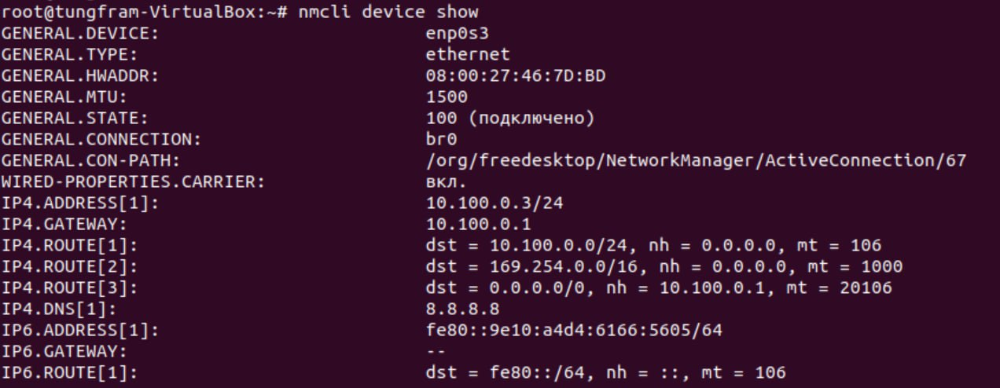 root@tungfram-VirtualBox:~# nmcli device show
GENERAL.DEVICE: enp0s3
GENERAL.TYPE: ethernet
GENERAL.HWADDR: 08:00:27:46:7D:BD
GENERAL.MTU: 1500
GENERAL.STATE: 100 (подключено)
GENERAL.CONNECTION: br0
GENERAL.CON-PATH: /org/freedesktop/NetworkManager/ActiveConnection/67
WIRED-PROPERTIES.CARRIER: вкл.
IP4.ADDRESS[1]: 10.100.0.3/24
IP4.GATEWAY: 10.100.0.1
IP4.ROUTE[1]: dst = 10.100.0.0/24, nh = 0.0.0.0, mt = 106
IP4.ROUTE[2]: dst = 169.254.0.0/16, nh = 0.0.0.0, mt = 1000
IP4.ROUTE[3]: dst = 0.0.0.0/0, nh = 10.100.0.1, mt = 20106
IP4.DNS[1]: 8.8.8.8
IP6.ADDRESS[1]: fe80::9e10:a4d4:6166:5605/64
IP6.GATEWAY: --
IP6.ROUTE[1]: dst = fe80::/64, nh = ::, mt = 106